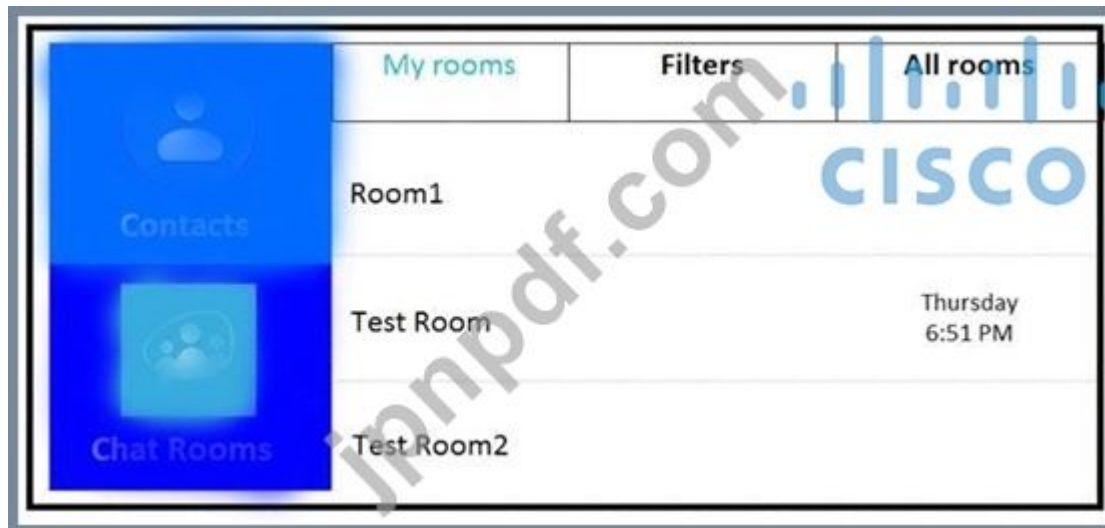 My rooms Filters All rooms
CISCO
Contacts
Room1
Chat Rooms
Test Room
Thursday
6:51 PM
Test Room2
jpnpdf.com